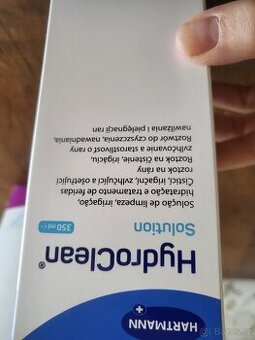 HARTMANN
HydroClean®
Solution
350 ml e
Solução de limpeza, irrigação,
hidratação e tratamento de feridas
Čisticí, irigační, zvlhčující a ošetřující
roztok na rány
Roztok na čistenie, irigáciu,
zvlhčovanie a starostlivosť o rany
Roztwór do czyszczenia, nawadniania,
nawilżania i pielęgnacji ran